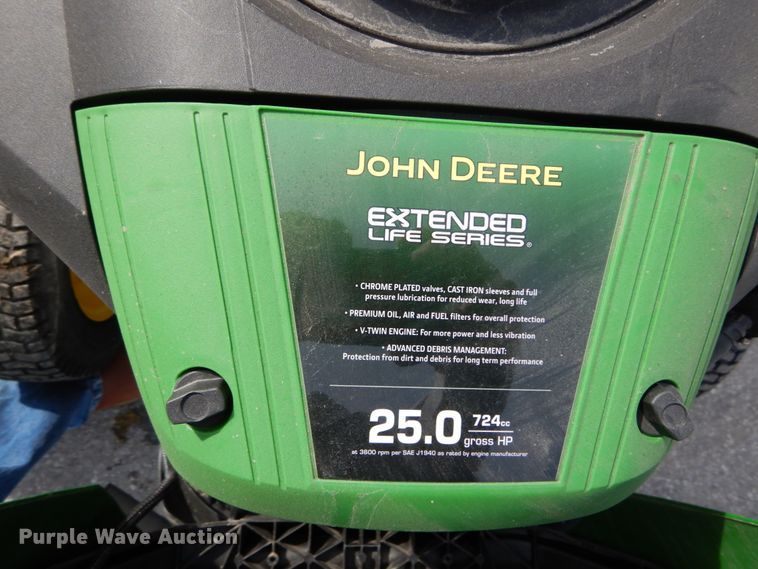 JOHN DEERE
EXTENDED
LIFE SERIES®
• CHROME PLATED valves, CAST IRON sleeves and full
pressure lubrication for reduced wear, long life
• PREMIUM OIL, AIR and FUEL filters for overall protection
• V-TWIN ENGINE: For more power and less vibration
• ADVANCED DEBRIS MANAGEMENT:
Protection from dirt and debris for long term performance
25.0 724cc
gross HP
at 3600 rpm per SAE J1940 as rated by engine manufacturer
Purple Wave Auction